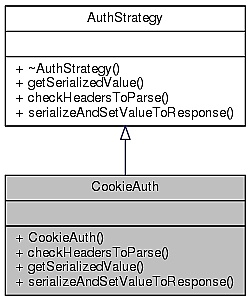 AuthStrategy
+ ~AuthStrategy()
+ getSerializedValue()
+ checkHeadersToParse()
+ serializeAndSetValueToResponse()
CookieAuth
+ CookieAuth()
+ checkHeadersToParse()
+ getSerializedValue()
+ serializeAndSetValueToResponse()